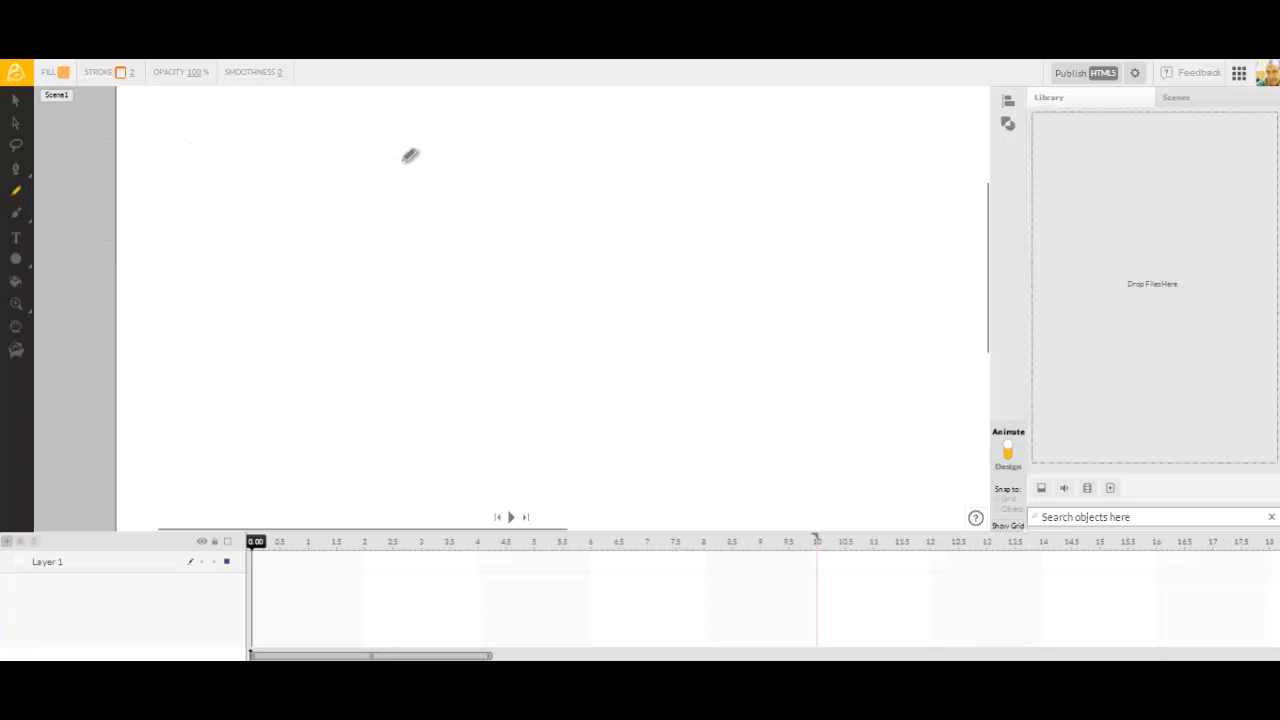 FILL STROKE 2 OPACITY 100 % SMOOTHNESS 0 Publish HTML5 Feedback
Scene1 Library Scenes
T
Drop Files Here
Animate
Design
Snap to:
Grid
Object
Search objects here
Show Grid
0.00 0.5 1 1.5 2 2.5 3 3.5 4 4.5 5 5.5 6 6.5 7 7.5 8 8.5 9 9.5 10 10.5 11 11.5 12 12.5 13 13.5 14 14.5 15 15.5 16 16.5 17 17.5 18
Layer 1